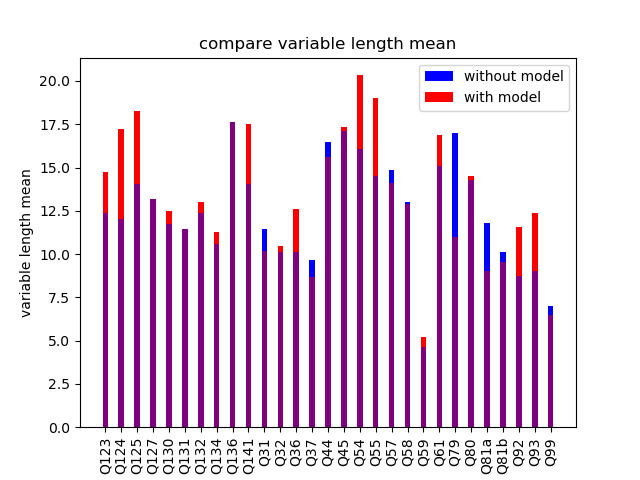 compare variable length mean
without model
with model
variable length mean
20.0
17.5
15.0
12.5
10.0
7.5
5.0
2.5
0.0
Q123
Q124
Q125
Q127
Q130
Q131
Q132
Q134
Q136
Q141
Q31
Q32
Q36
Q37
Q44
Q45
Q54
Q55
Q57
Q58
Q59
Q61
Q79
Q80
Q81a
Q81b
Q92
Q93
Q99